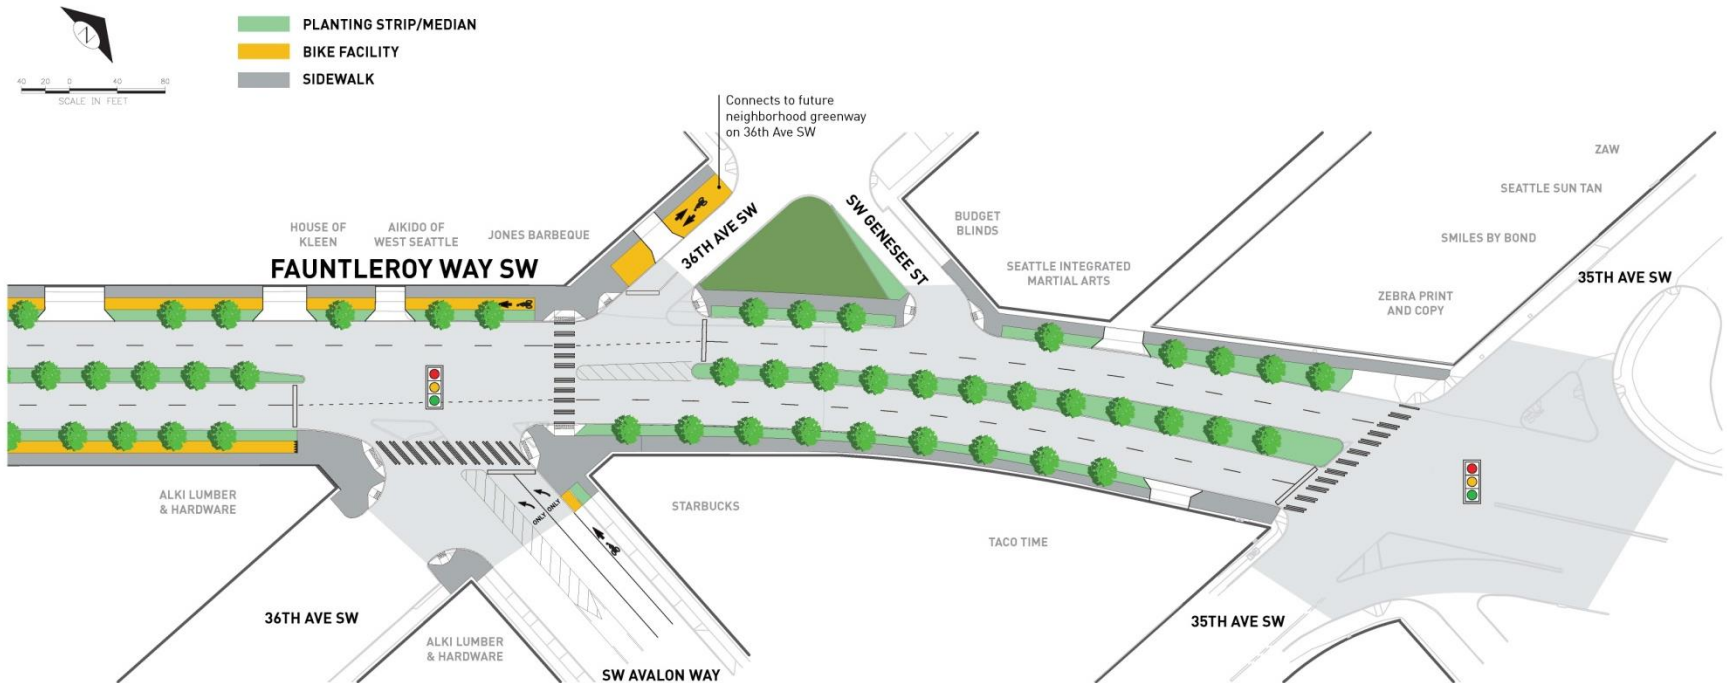 PLANTING STRIP/MEDIAN
BIKE FACILITY
SIDEWALK
N
40 20 0 40 80
SCALE IN FEET
Connects to future
neighborhood greenway
on 36th Ave SW
ZAW
SEATTLE SUN TAN
SMILES BY BOND
35TH AVE SW
ZEBRA PRINT
AND COPY
BUDGET
BLINDS
SEATTLE INTEGRATED
MARTIAL ARTS
SW GENESEE ST
36TH AVE SW
HOUSE OF
KLEEN
AIKIDO OF
WEST SEATTLE
JONES BARBEQUE
FAUNTLEROY WAY SW
ALKI LUMBER
& HARDWARE
STARBUCKS
ONLY
ONLY
TACO TIME
36TH AVE SW
ALKI LUMBER
& HARDWARE
35TH AVE SW
SW AVALON WAY